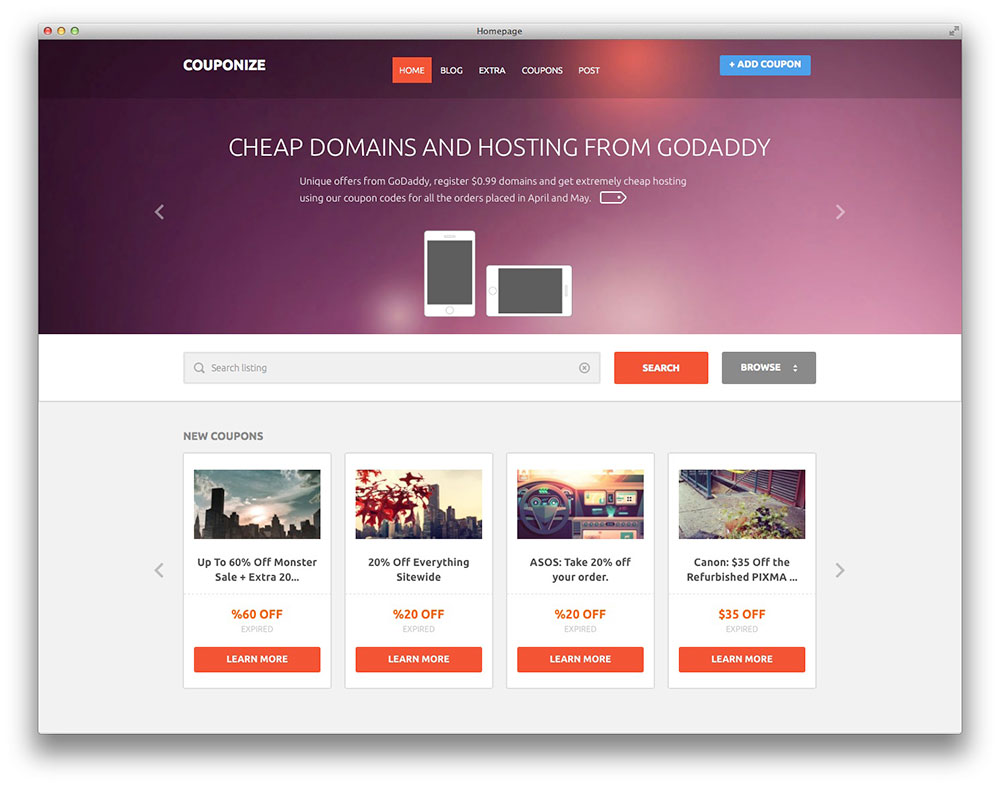 Homepage
COUPONIZE
HOME BLOG EXTRA COUPONS POST
+ ADD COUPON
CHEAP DOMAINS AND HOSTING FROM GODADDY
Unique offers from GoDaddy, register $0.99 domains and get extremely cheap hosting
using our coupon codes for all the orders placed in April and May.
Search listing
SEARCH
BROWSE
NEW COUPONS
Up To 60% Off Monster
Sale + Extra 20...
%60 OFF
EXPIRED
LEARN MORE
20% Off Everything
Sitewide
%20 OFF
EXPIRED
LEARN MORE
ASOS: Take 20% off
your order.
%20 OFF
EXPIRED
LEARN MORE
Canon: $35 Off the
Refurbished PIXMA ...
$35 OFF
EXPIRED
LEARN MORE